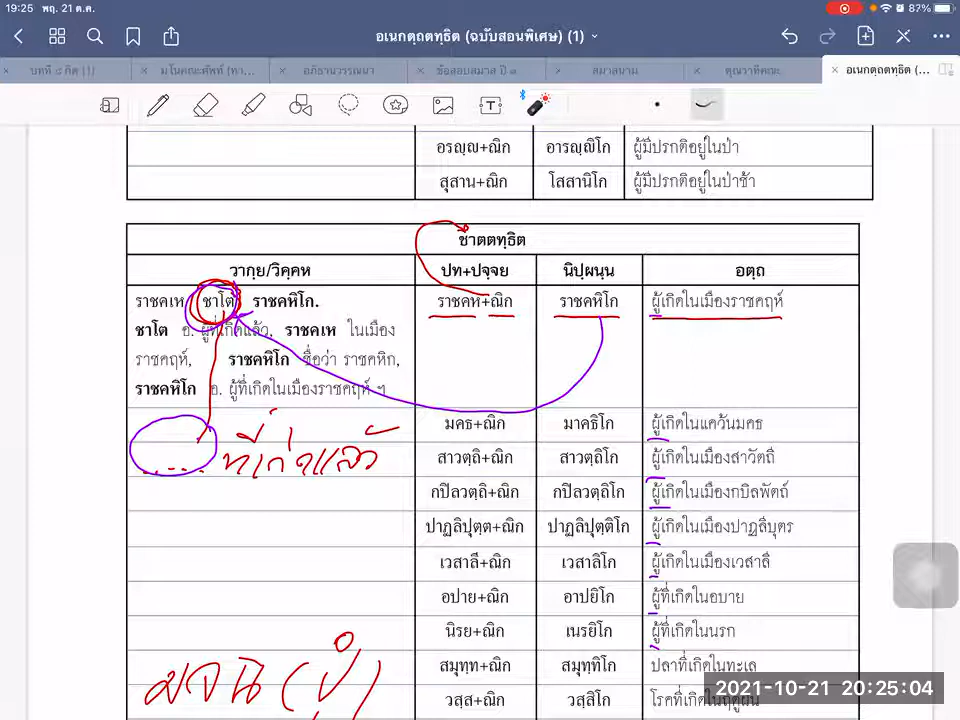 19:25 พฤ. 21 ต.ค. 87%
อเนกตฺถตทฺธิต (ฉบับสอนพิเศษ) (1)
บทที่ ๔ กิต (1) มโนคณะศัพท์ (ทา... อภิธานวรรณนา ข้อสอบสมาส ปี ๑ สมาสนาม คุณวาทีคณะ อเนกตฺถตทฺธิต (...
อรญฺญ+ณิก อารญฺญิโก ผู้มีปรกติอยู่ในป่า
สุสาน+ณิก โสสานิโก ผู้มีปรกติอยู่ในป่าช้า
ชาตตทฺธิต
วากฺย/วิคฺคห ปท+ปจฺจย นิปฺผนฺน อตฺถ
ราชคเห ชาโต ราชคหิโก. ราชคห+ณิก ราชคหิโก ผู้เกิดในเมืองราชคฤห์
ชาโต อ. ผู้ที่เกิดแล้ว, ราชคเห ในเมือง
ราชคฤห์, ราชคหิโก ชื่อว่า ราชคหิก,
ราชคหิโก อ. ผู้ที่เกิดในเมืองราชคฤห์ ฯ
มคธ+ณิก มาคธิโก ผู้เกิดในแคว้นมคธ
..... ที่เกิดแล้ว สาวตฺถิ+ณิก สาวตฺถิโก ผู้เกิดในเมืองสาวัตถี
กปิลวตฺถิ+ณิก กปิลวตฺถิโก ผู้เกิดในเมืองกบิลพัตถ์
ปาฏลิปุตฺต+ณิก ปาฏลิปุตฺติโก ผู้เกิดในเมืองปาฏลีบุตร
เวสาลี+ณิก เวสาลิโก ผู้เกิดในเมืองเวสาลี
อปาย+ณิก อาปยิโก ผู้ที่เกิดในอบาย
นิรย+ณิก เนรยิโก ผู้ที่เกิดในนรก
สมุทฺท+ณิก สมุทฺทิโก ปลาที่เกิดในทะเล
วสฺส+ณิก วสฺสิโก โรคที่เกิดในฤดูฝน
2021-10-21 20:25:04